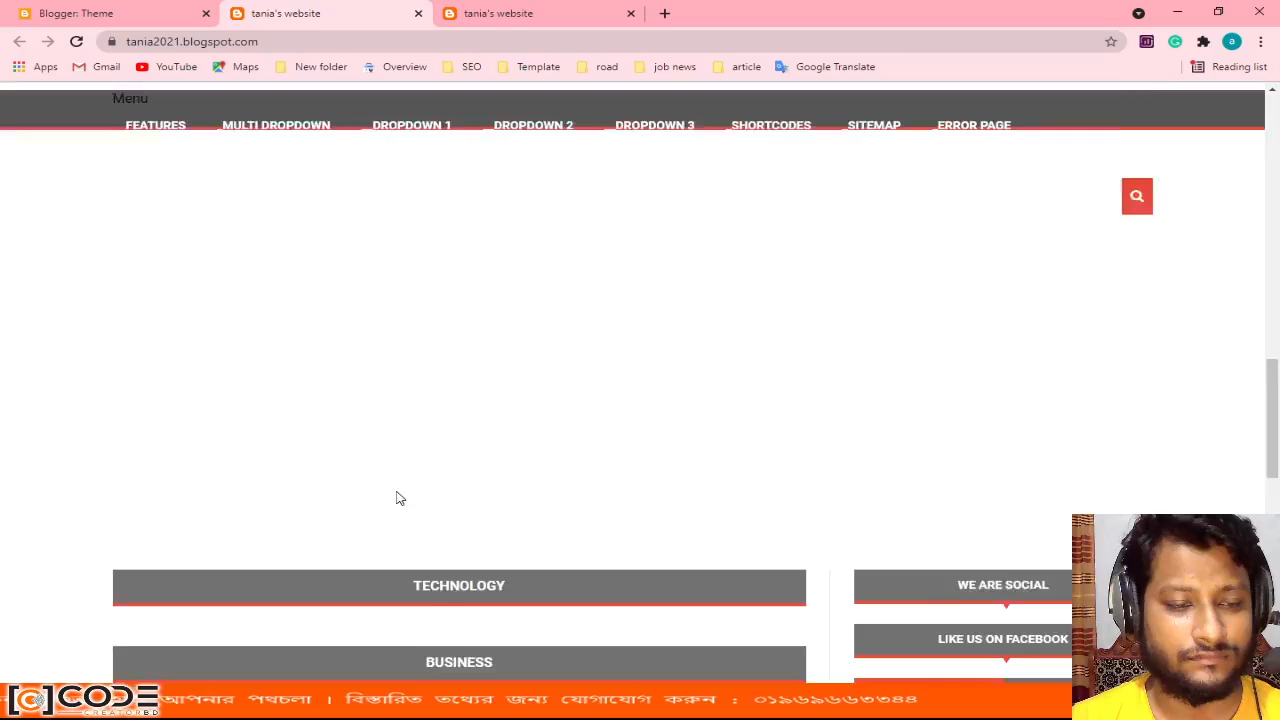 Blogger: Theme
tania's website
tania's website
tania2021.blogspot.com
a
Apps
Gmail
YouTube
Maps
New folder
Overview
SEO
Template
road
job news
article
Google Translate
Reading list
Menu
FEATURES
MULTI DROPDOWN
DROPDOWN 1
DROPDOWN 2
DROPDOWN 3
SHORTCODES
SITEMAP
ERROR PAGE
TECHNOLOGY
WE ARE SOCIAL
LIKE US ON FACEBOOK
BUSINESS
CODE
CREATORBD
আপনার পথচলা । বিস্তারিত তথ্যের জন্য যোগাযোগ করুন : ০১৯৬৯৬৬৩৩৪৪